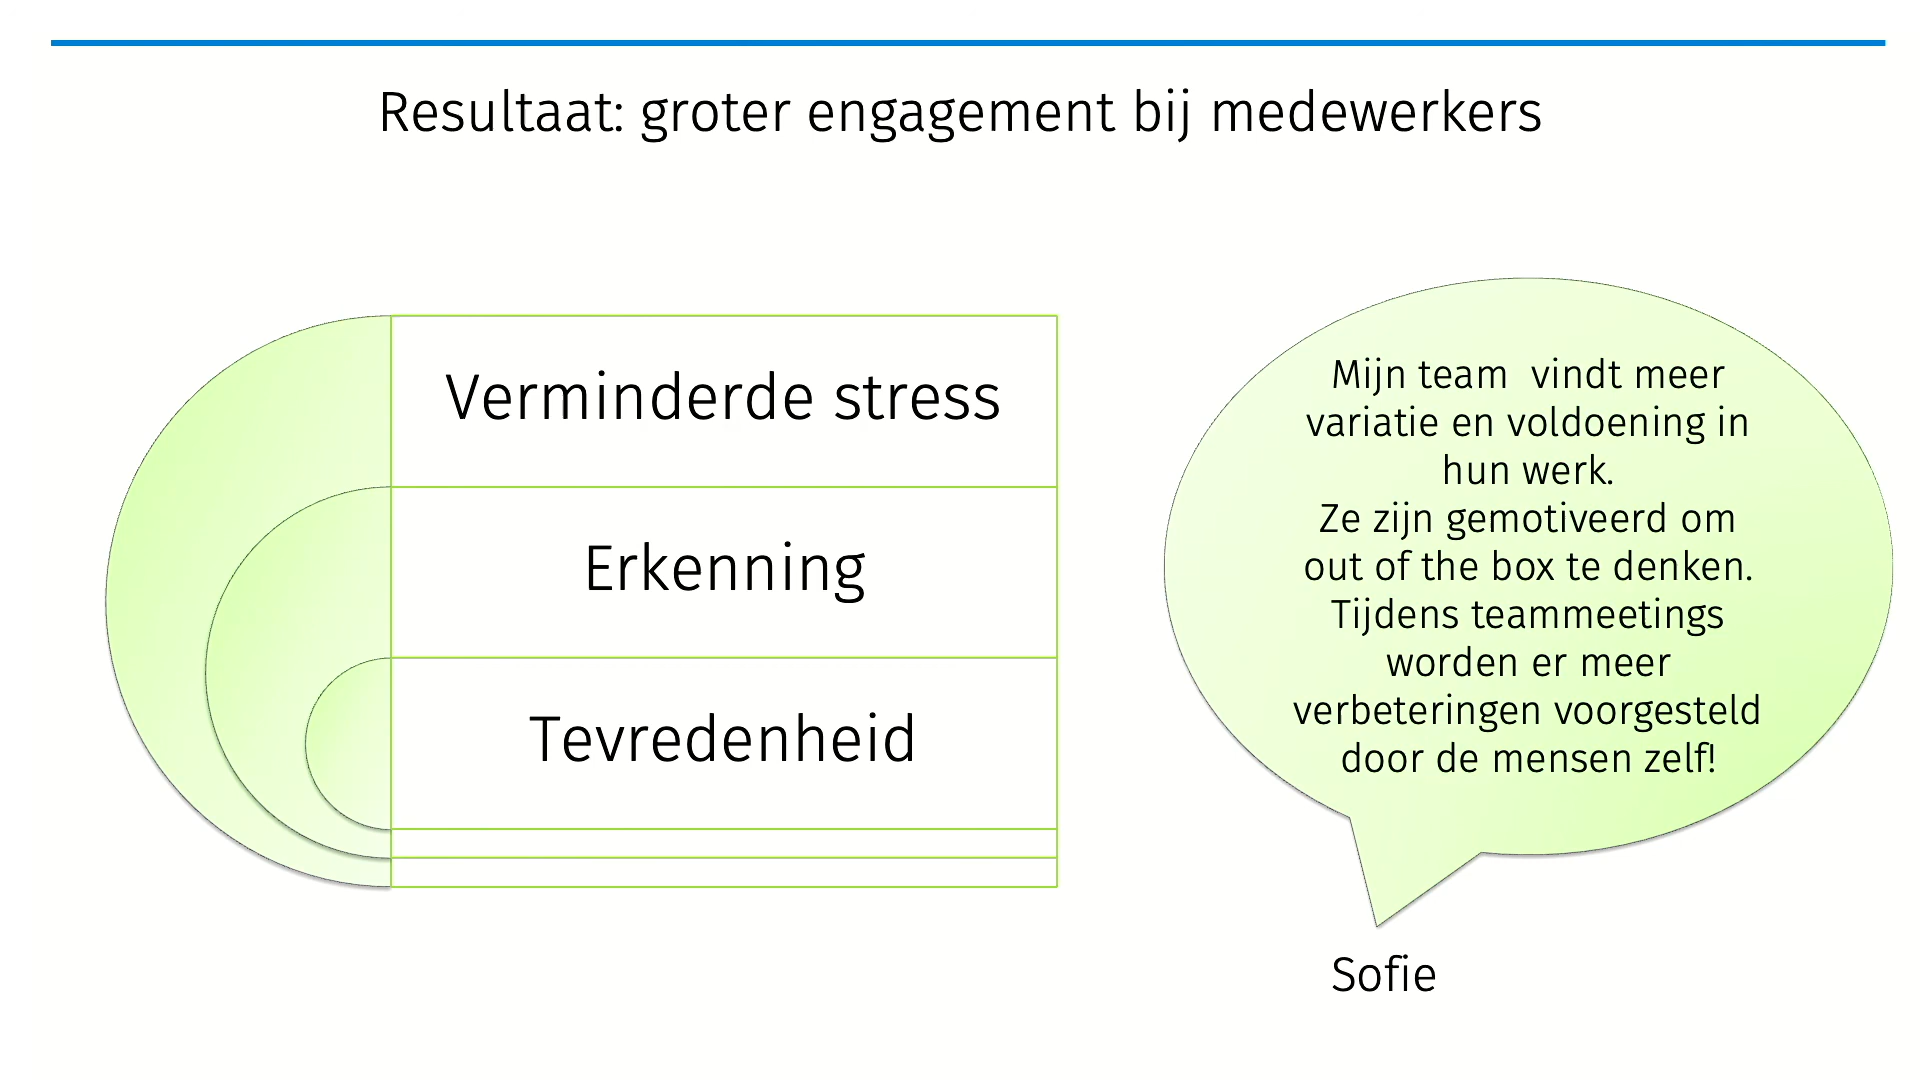 Resultaat: groter engagement bij medewerkers
Verminderde stress
Erkenning
Tevredenheid
Mijn team  vindt meer
variatie en voldoening in
hun werk.
Ze zijn gemotiveerd om
out of the box te denken.
Tijdens teammeetings
worden er meer
verbeteringen voorgesteld
door de mensen zelf!
Sofie